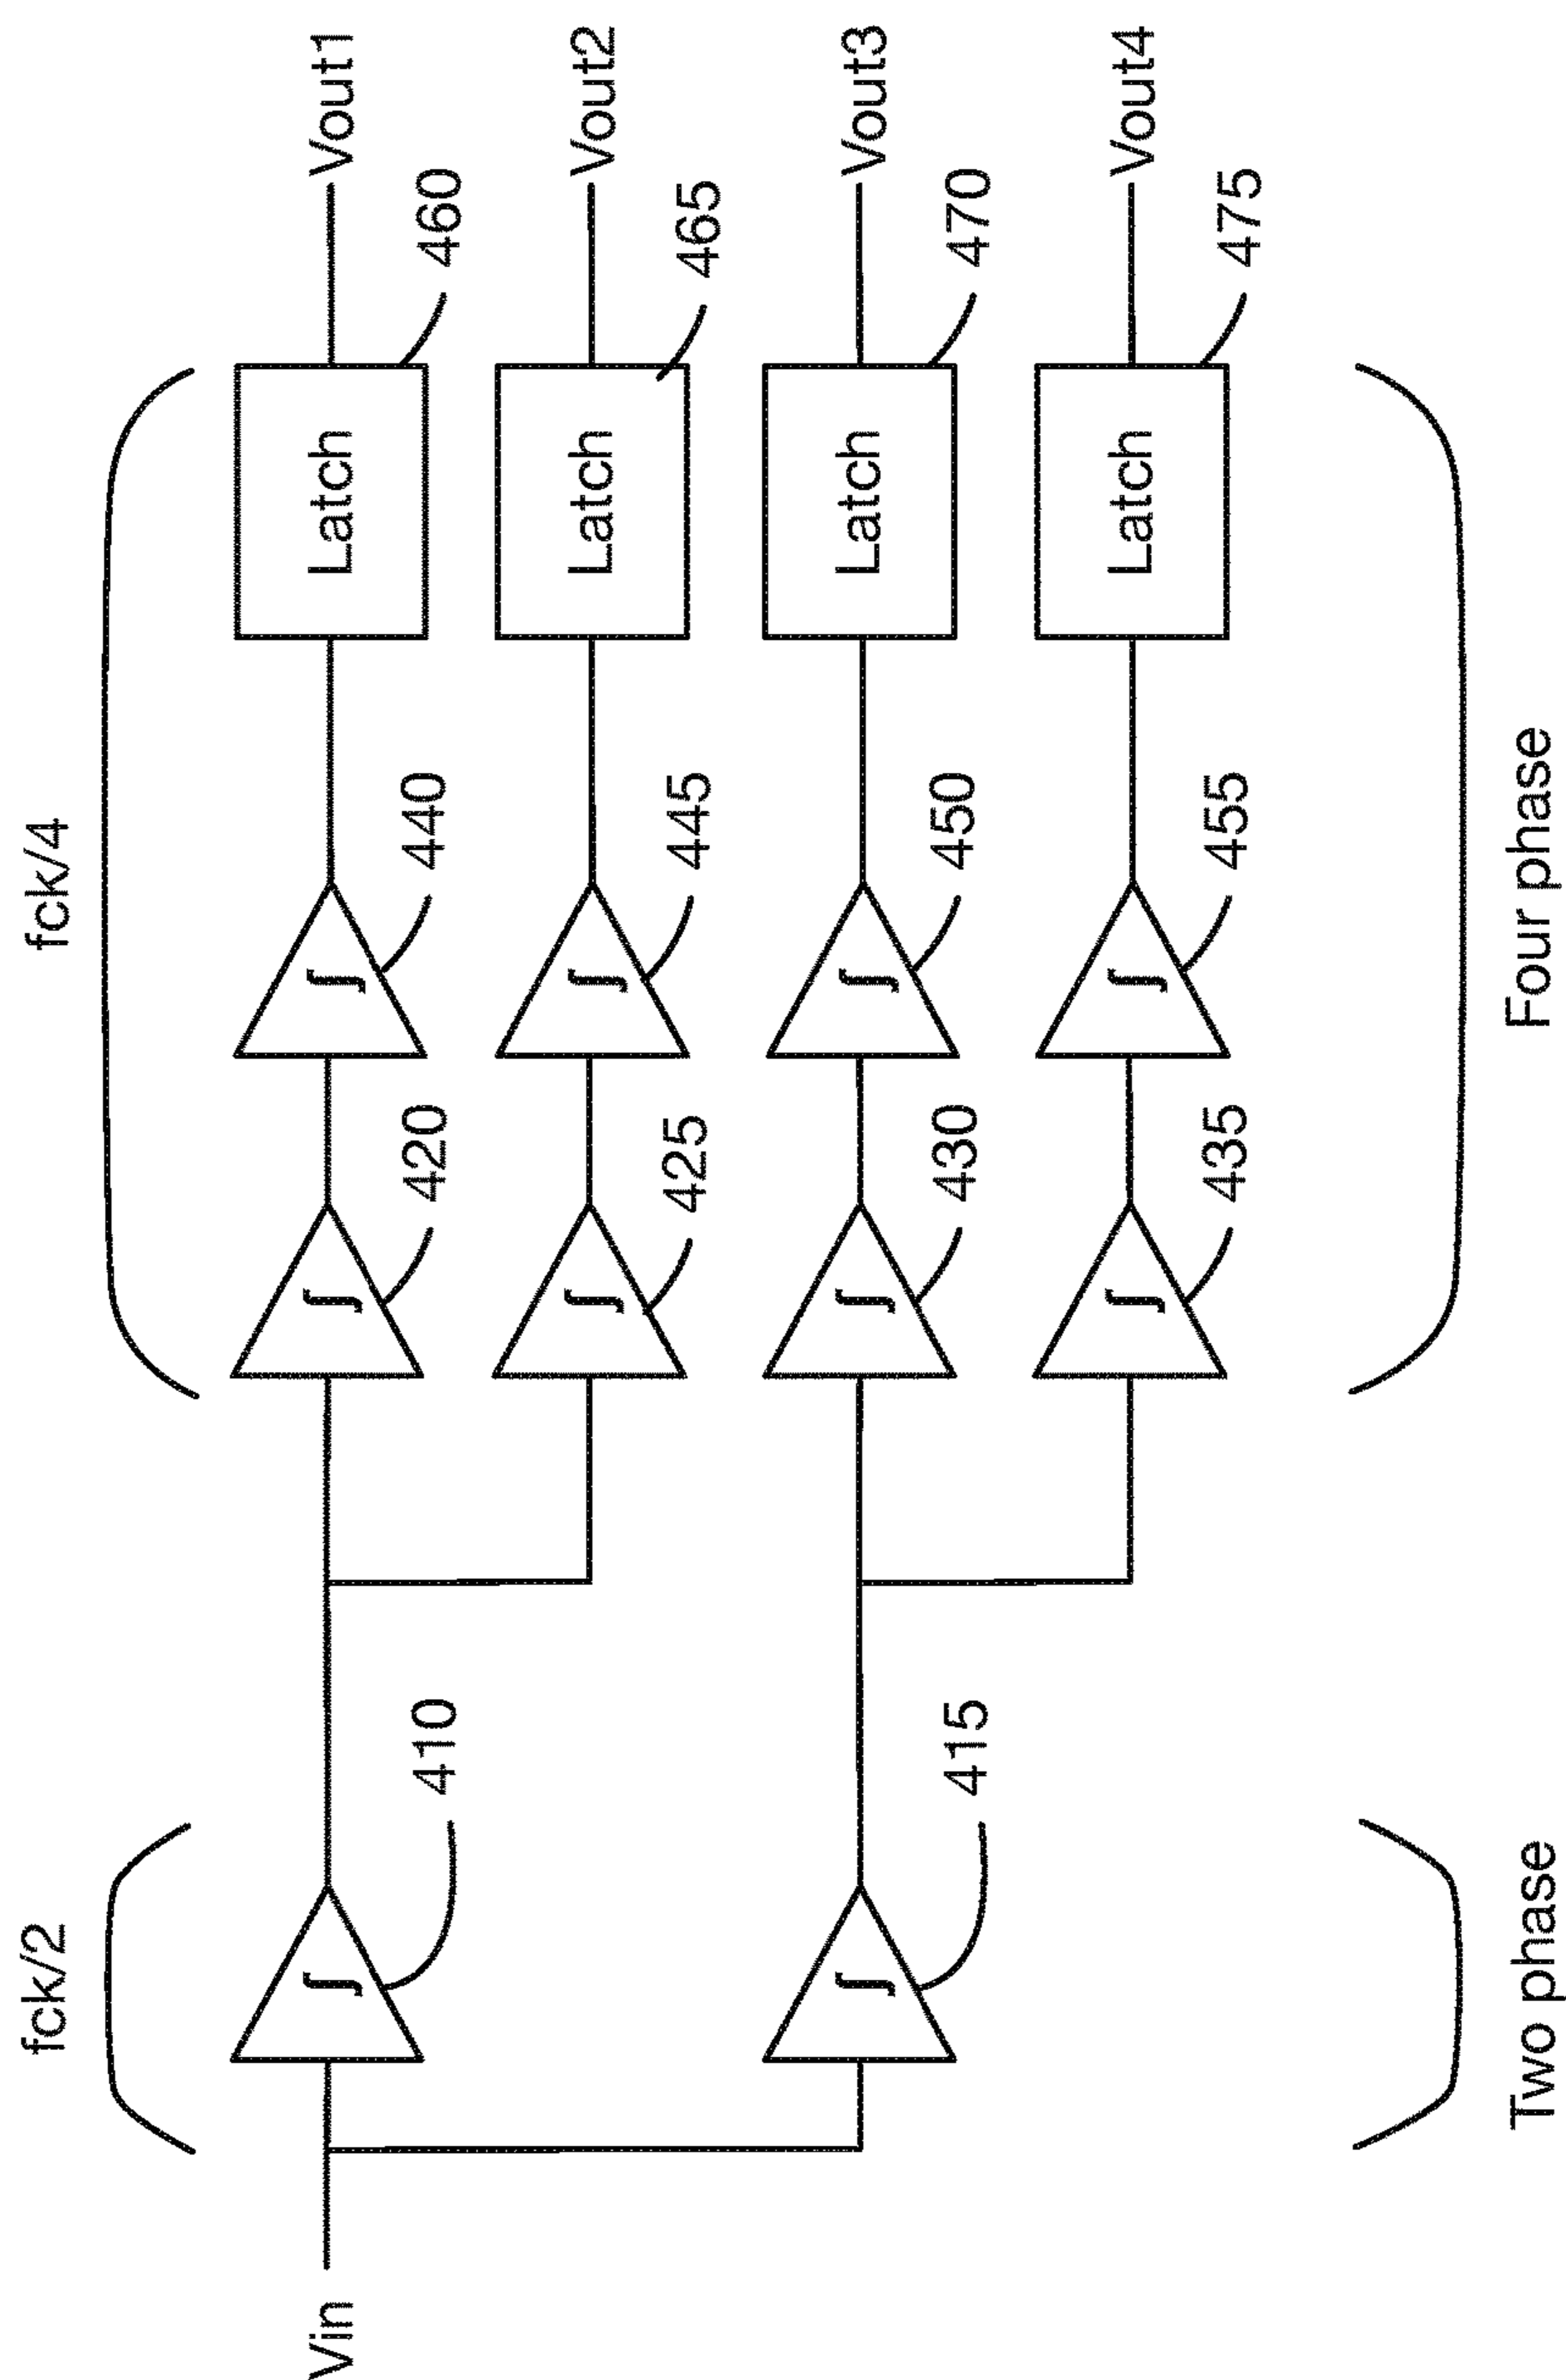 fck/2
fck/4
Vin
∫
410
∫
420
∫
440
Latch
460
Vout1
∫
425
∫
445
Latch
465
Vout2
∫
415
∫
430
∫
450
Latch
470
Vout3
∫
435
∫
455
Latch
475
Vout4
Two phase
Four phase